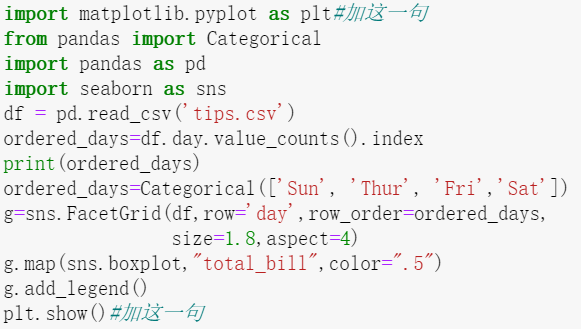 import matplotlib.pyplot as plt#加这一句
from pandas import Categorical
import pandas as pd
import seaborn as sns
df = pd.read_csv('tips.csv')
ordered_days=df.day.value_counts().index
print(ordered_days)
ordered_days=Categorical(['Sun', 'Thur', 'Fri','Sat'])
g=sns.FacetGrid(df,row='day',row_order=ordered_days,
size=1.8,aspect=4)
g.map(sns.boxplot,"total_bill",color=".5")
g.add_legend()
plt.show()#加这一句